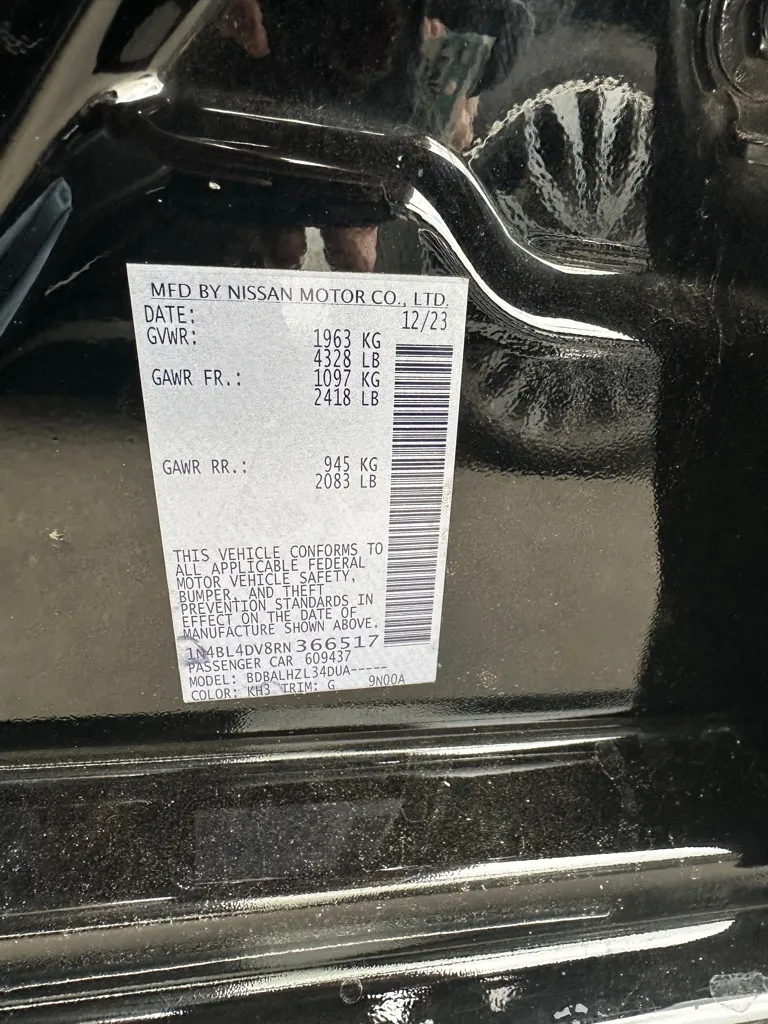 MFD BY NISSAN MOTOR CO., LTD.
DATE: 12/23
GVWR: 1963 KG
4328 LB
GAWR FR.: 1097 KG
2418 LB
GAWR RR.: 945 KG
2083 LB
THIS VEHICLE CONFORMS TO
ALL APPLICABLE FEDERAL
MOTOR VEHICLE SAFETY,
BUMPER, AND THEFT
PREVENTION STANDARDS IN
EFFECT ON THE DATE OF
MANUFACTURE SHOWN ABOVE.
1N4BL4DV8RN366517
PASSENGER CAR 609437
MODEL: BDBALHZL34DUA-----
COLOR: KH3 TRIM: G 9N00A